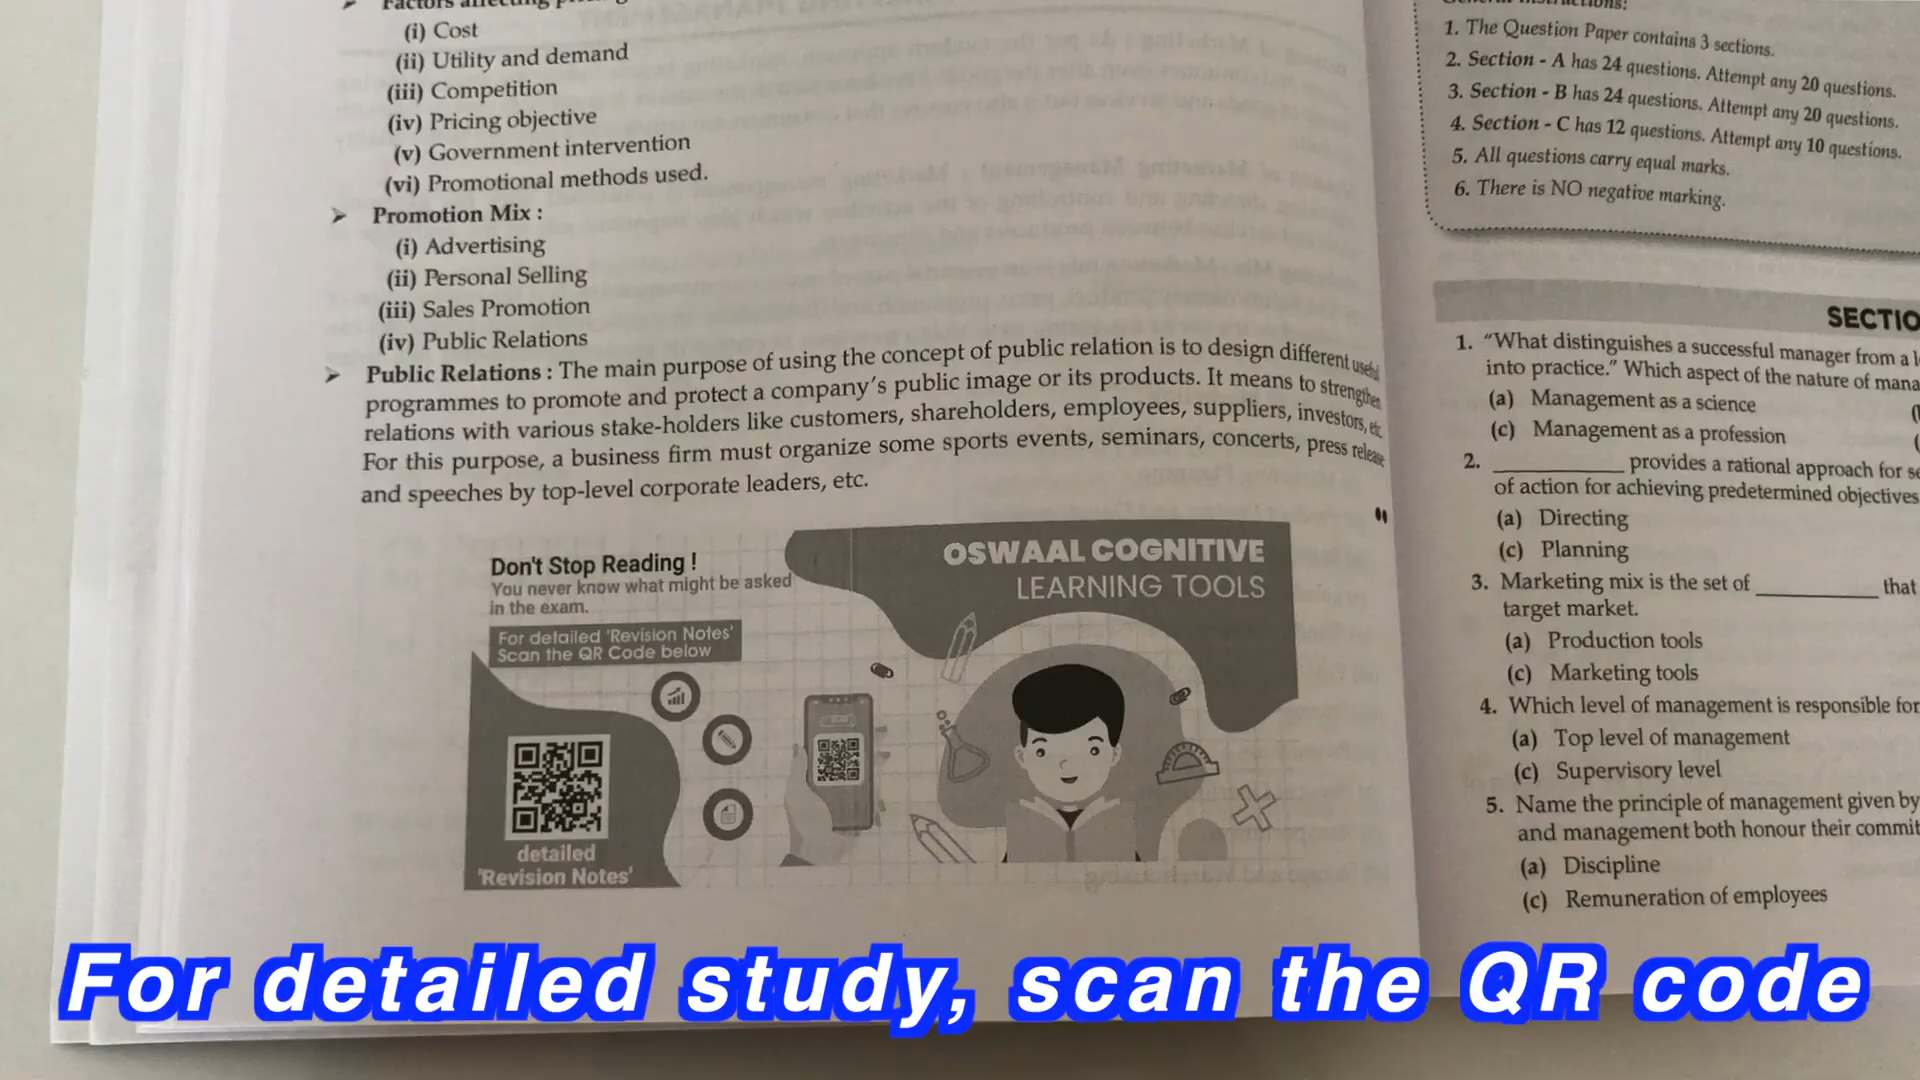 Factors affecting
(i) Cost
(ii) Utility and demand
(iii) Competition
(iv) Pricing objective
(v) Government intervention
(vi) Promotional methods used.
➤ Promotion Mix :
(i) Advertising
(ii) Personal Selling
(iii) Sales Promotion
(iv) Public Relations
➤ Public Relations : The main purpose of using the concept of public relation is to design different useful
programmes to promote and protect a company's public image or its products. It means to strengthen
relations with various stake-holders like customers, shareholders, employees, suppliers, investors, etc.
For this purpose, a business firm must organize some sports events, seminars, concerts, press release
and speeches by top-level corporate leaders, etc.
Don't Stop Reading !
You never know what might be asked
in the exam.
For detailed 'Revision Notes'
Scan the QR Code below
detailed
'Revision Notes'
OSWAAL COGNITIVE
LEARNING TOOLS
General Instructions:
1. The Question Paper contains 3 sections.
2. Section - A has 24 questions. Attempt any 20 questions.
3. Section - B has 24 questions. Attempt any 20 questions.
4. Section - C has 12 questions. Attempt any 10 questions.
5. All questions carry equal marks.
6. There is NO negative marking.
SECTIO
1. "What distinguishes a successful manager from a
into practice." Which aspect of the nature of mana
(a) Management as a science
(c) Management as a profession
2. ____________ provides a rational approach for se
of action for achieving predetermined objectives
(a) Directing
(c) Planning
3. Marketing mix is the set of ____________ that
target market.
(a) Production tools
(c) Marketing tools
4. Which level of management is responsible for
(a) Top level of management
(c) Supervisory level
5. Name the principle of management given by
and management both honour their commit
(a) Discipline
(c) Remuneration of employees
For detailed study, scan the QR code